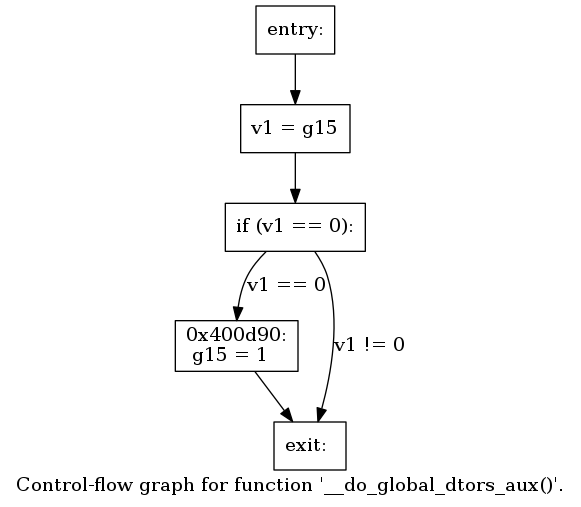 entry:
v1 = g15
if (v1 == 0):
v1 == 0
0x400d90:
g15 = 1
v1 != 0
exit:
Control-flow graph for function '__do_global_dtors_aux()'.